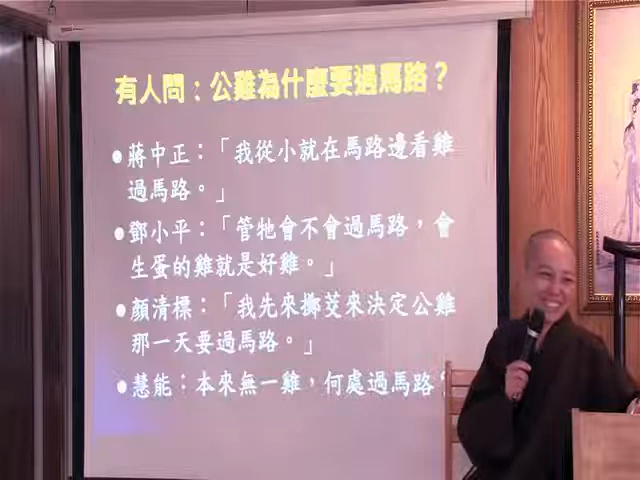 有人問：公雞為什麼要過馬路？
●蔣中正：「我從小就在馬路邊看雞
過馬路。」
●鄧小平：「管牠會不會過馬路，會
生蛋的雞就是好雞。」
●顏清標：「我先來擲茭來決定公雞
那一天要過馬路。」
●慧能：本來無一雞，何處過馬路